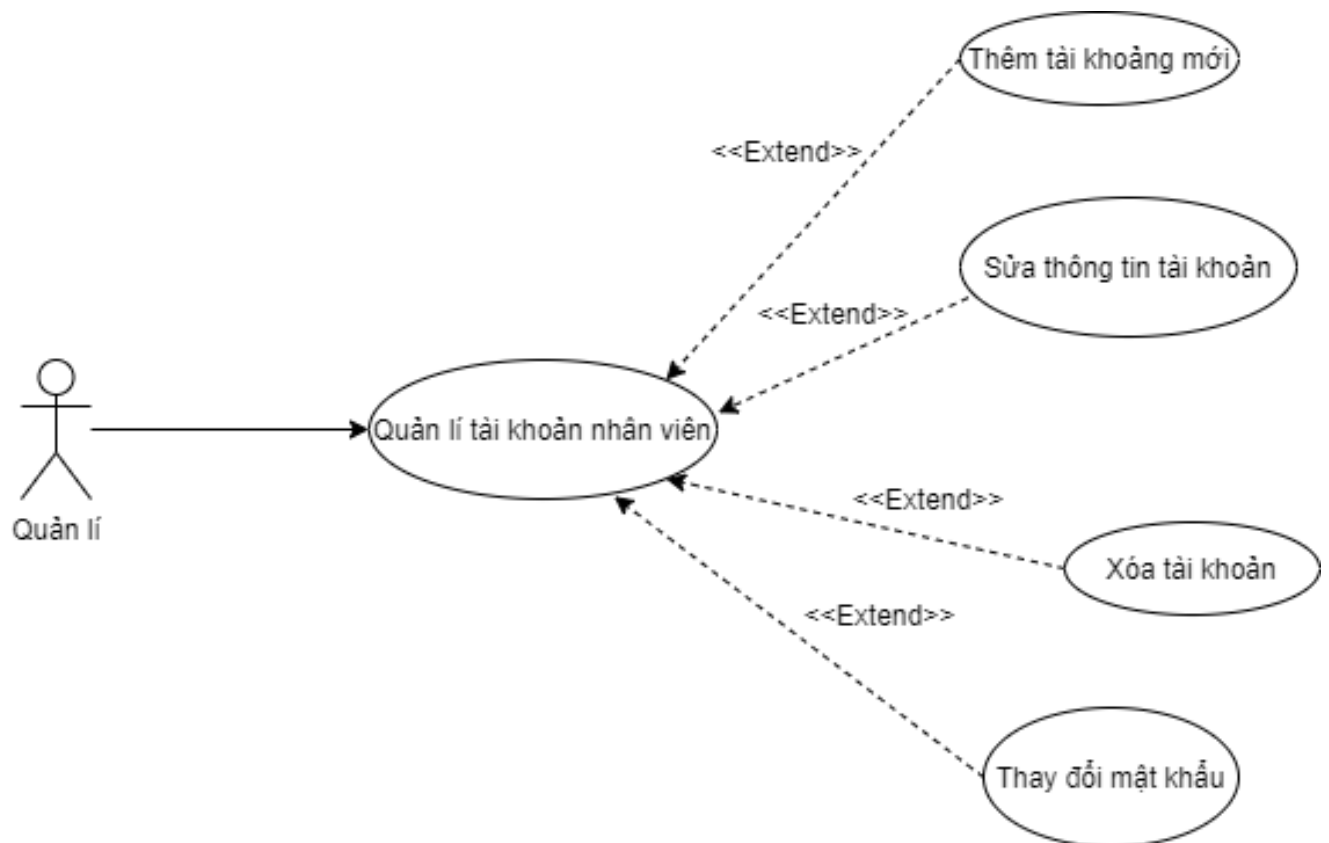 Thêm tài khoảng mới
<<Extend>>
Sửa thông tin tài khoản
<<Extend>>
Quản lí tài khoản nhân viên
<<Extend>>
Quản lí
Xóa tài khoản
<<Extend>>
Thay đổi mật khẩu